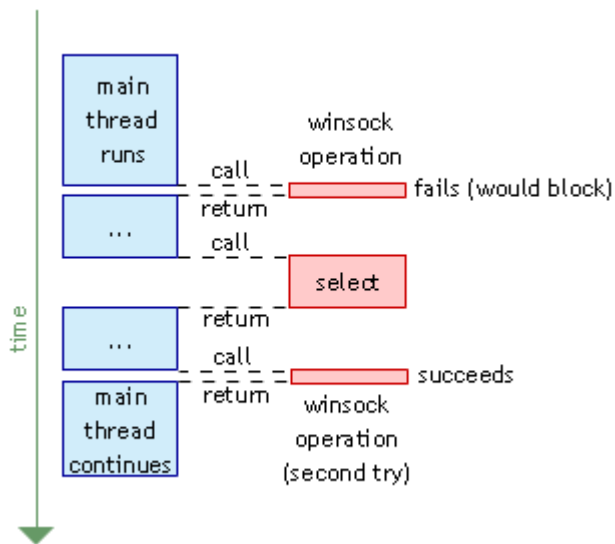 main
thread
runs
winsock
operation
call
return
fails (would block)
...
call
select
return
time
...
call
return
succeeds
main
thread
continues
winsock
operation
(second try)